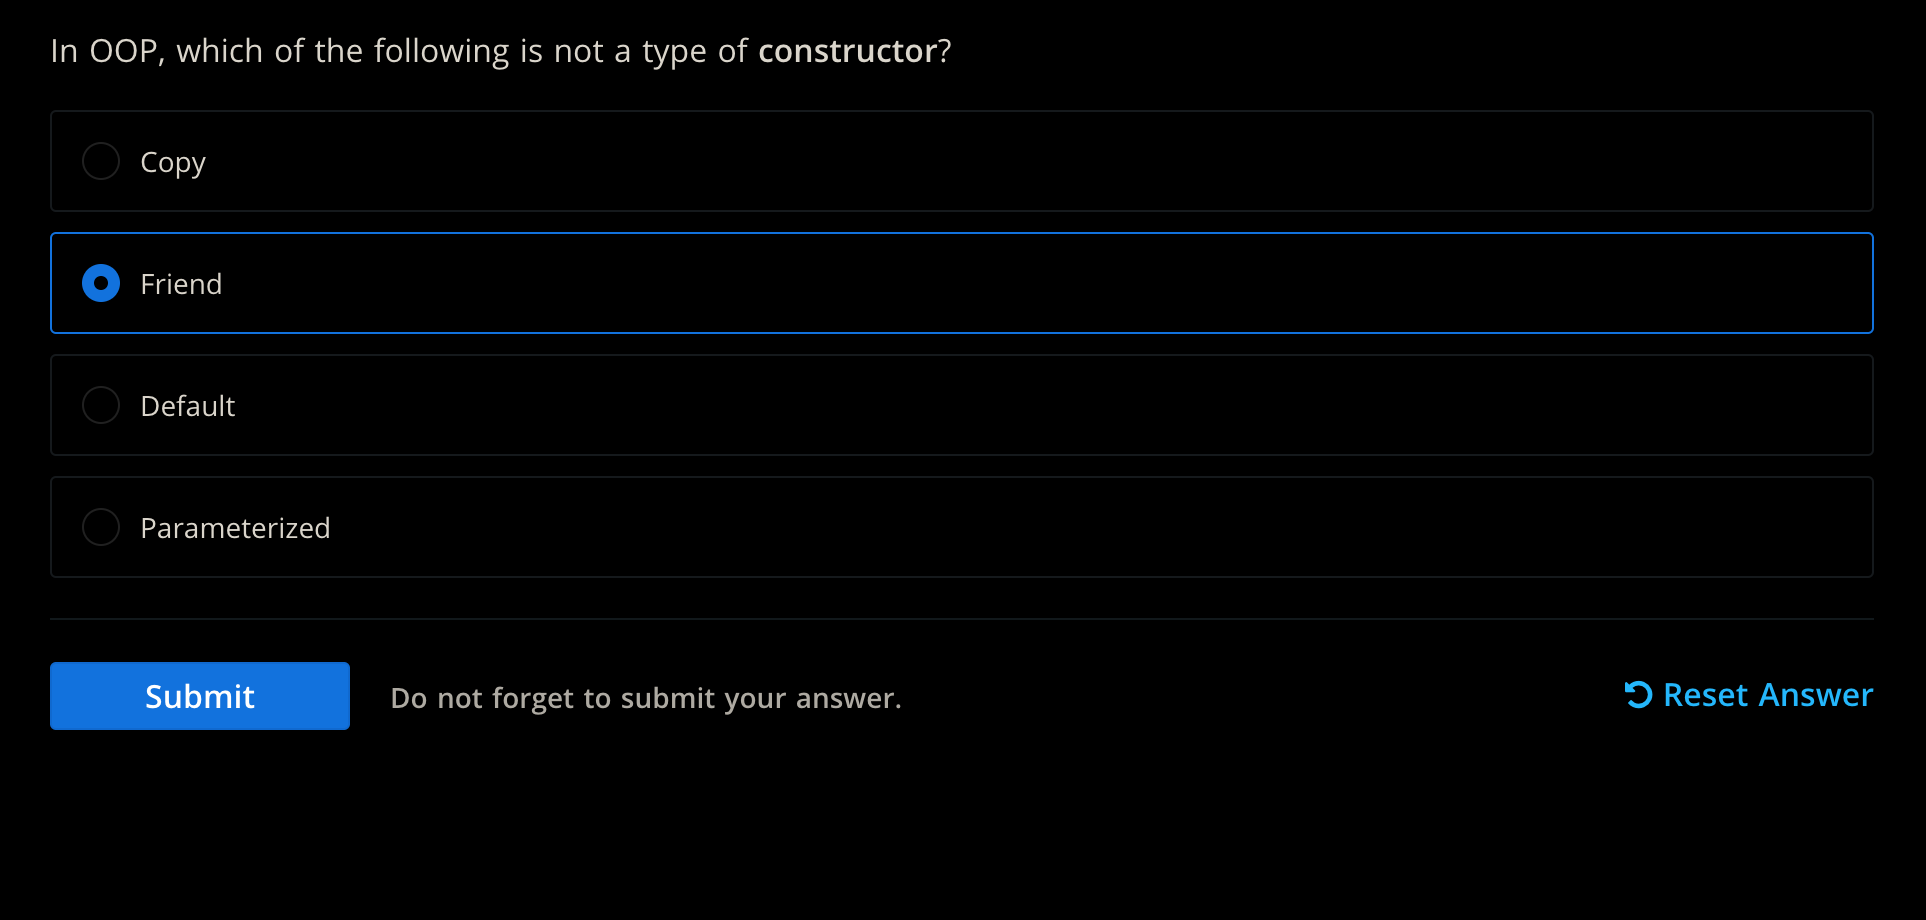 In OOP, which of the following is not a type of constructor?
Copy
Friend
Default
Parameterized
Submit
Do not forget to submit your answer.
Reset Answer